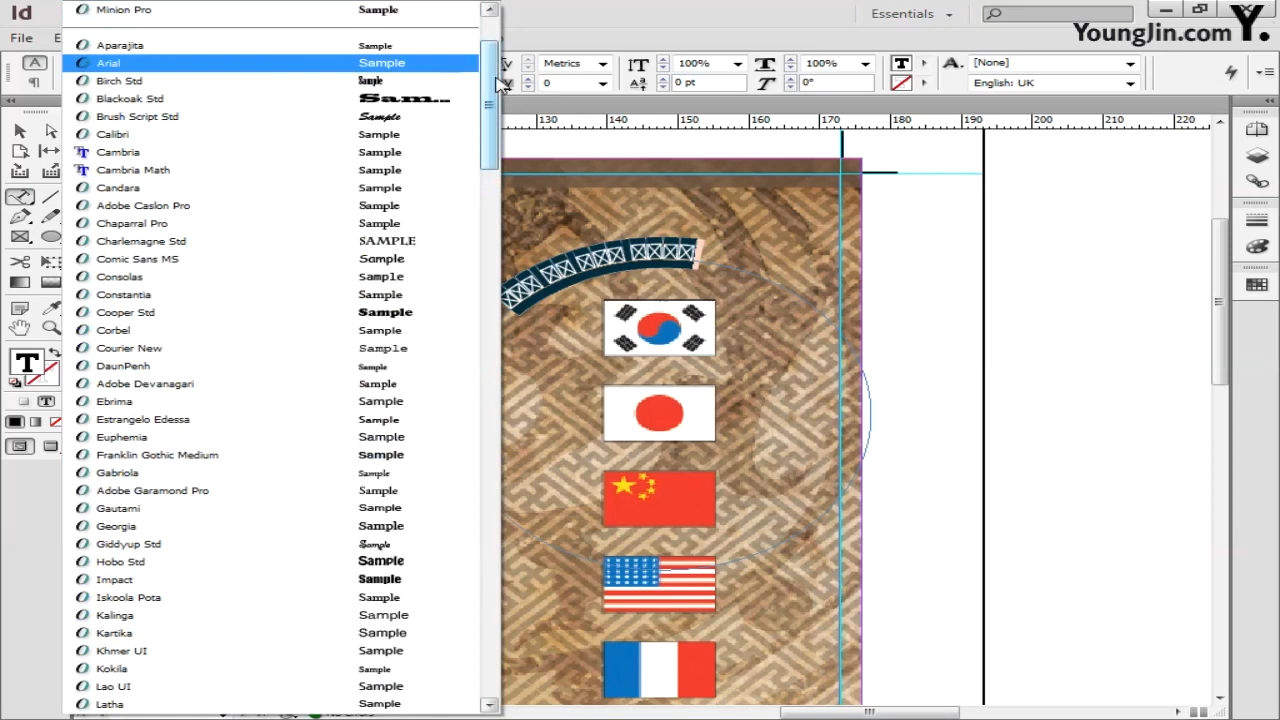 Id
Essentials
YoungJin.com Y.
File
Metrics
100%
100%
[None]
0
0 pt
0°
English: UK
130 140 150 160 170 180 190 200 210 220
Minion Pro Sample
Aparajita Sample
Arial Sample
Birch Std Sample
Blackoak Std Sam...
Brush Script Std Sample
Calibri Sample
Cambria Sample
Cambria Math Sample
Candara Sample
Adobe Caslon Pro Sample
Chaparral Pro Sample
Charlemagne Std SAMPLE
Comic Sans MS Sample
Consolas Sample
Constantia Sample
Cooper Std Sample
Corbel Sample
Courier New Sample
DaunPenh Sample
Adobe Devanagari Sample
Ebrima Sample
Estrangelo Edessa Sample
Euphemia Sample
Franklin Gothic Medium Sample
Gabriola Sample
Adobe Garamond Pro Sample
Gautami Sample
Georgia Sample
Giddyup Std Sample
Hobo Std Sample
Impact Sample
Iskoola Pota Sample
Kalinga Sample
Kartika Sample
Khmer UI Sample
Kokila Sample
Lao UI Sample
Latha Sample